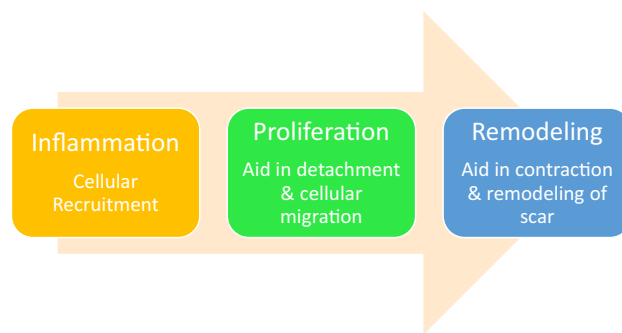 Inflammation
Cellular
Recruitment
Proliferation
Aid in detachment
& cellular
migration
Remodeling
Aid in contraction
& remodeling of
scar